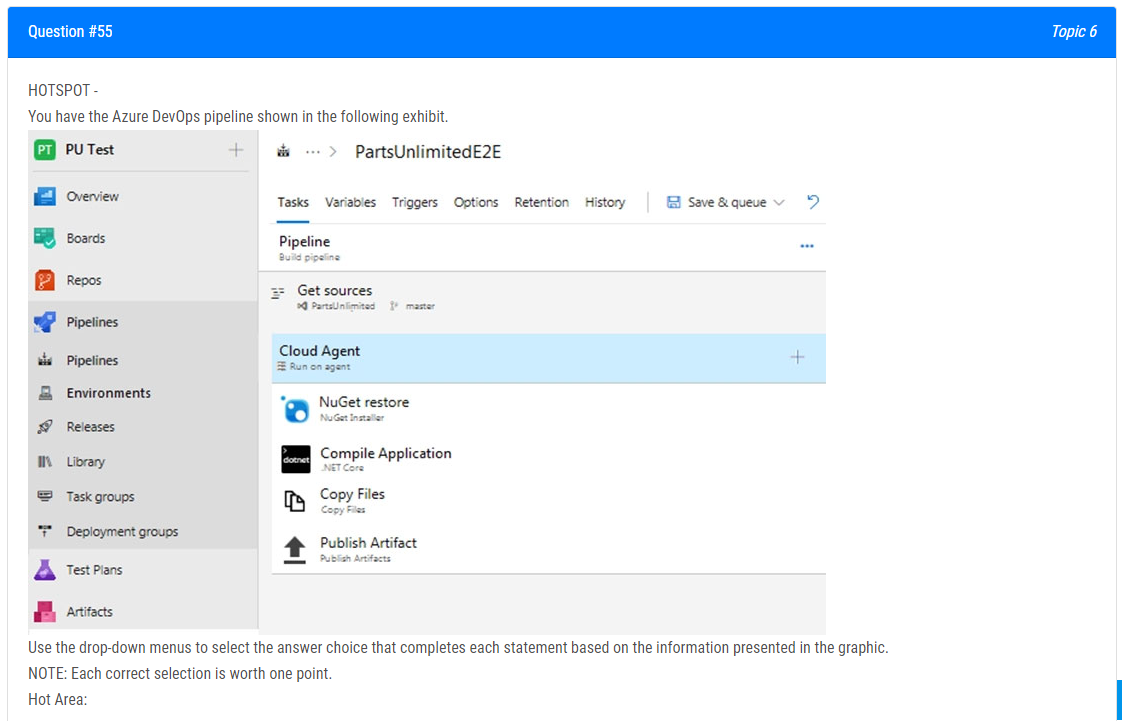 Question #55
Topic 6
HOTSPOT -
You have the Azure DevOps pipeline shown in the following exhibit.
PT PU Test
Overview
Boards
Repos
Pipelines
Pipelines
Environments
Releases
Library
Task groups
Deployment groups
Test Plans
Artifacts
... > PartsUnlimitedE2E
Tasks Variables Triggers Options Retention History Save & queue
Pipeline
Build pipeline
Get sources
PartsUnlimited master
Cloud Agent
Run on agent
NuGet restore
NuGet Installer
dotnet
Compile Application
.NET Core
Copy Files
Copy Files
Publish Artifact
Publish Artifacts
Use the drop-down menus to select the answer choice that completes each statement based on the information presented in the graphic.
NOTE: Each correct selection is worth one point.
Hot Area: